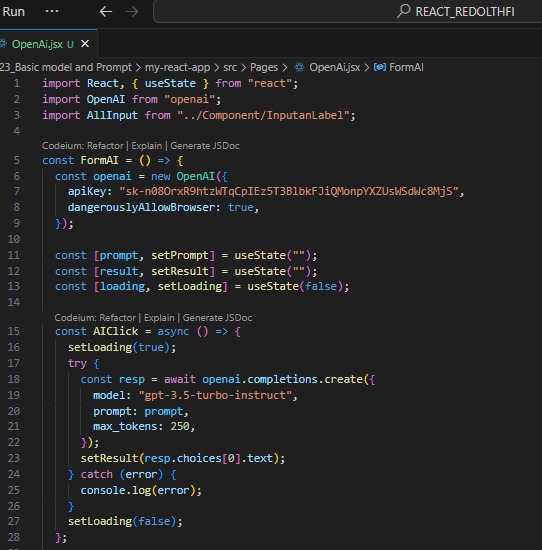 Run ... ← → REACT_REDOLTHFI
OpenAi.jsx U ×
23_Basic model and Prompt > my-react-app > src > Pages > OpenAi.jsx > FormAI
1 import React, { useState } from "react";
2 import OpenAI from "openai";
3 import AllInput from "../Component/InputanLabel";
4
Codeium: Refactor | Explain | Generate JSDoc
5 const FormAI = () => {
6 const openai = new OpenAI({
7 apiKey: "",
8 dangerouslyAllowBrowser: true,
9 });
10
11 const [prompt, setPrompt] = useState("");
12 const [result, setResult] = useState("");
13 const [loading, setLoading] = useState(false);
14
Codeium: Refactor | Explain | Generate JSDoc
15 const AIClick = async () => {
16 setLoading(true);
17 try {
18 const resp = await openai.completions.create({
19 model: "gpt-3.5-turbo-instruct",
20 prompt: prompt,
21 max_tokens: 250,
22 });
23 setResult(resp.choices[0].text);
24 } catch (error) {
25 console.log(error);
26 }
27 setLoading(false);
28 };